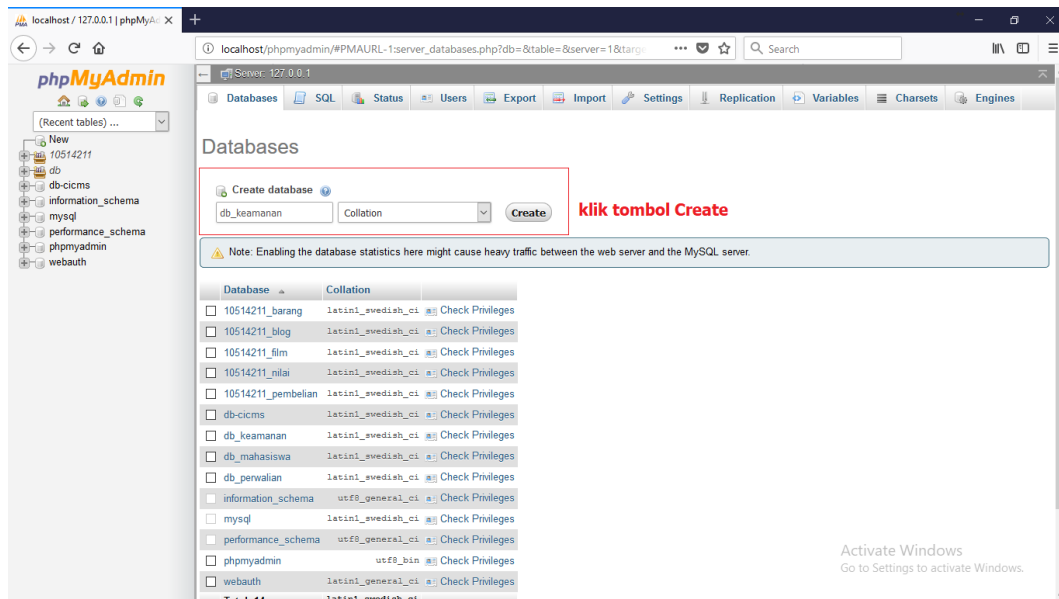 localhost / 127.0.0.1 | phpMyAd
localhost/phpmyadmin/#PMAURL-1:server_databases.php?db=&table=&server=1&targe
Search
phpMyAdmin
(Recent tables) ...
New
10514211
db
db-cicms
information_schema
mysql
performance_schema
phpmyadmin
webauth
Server: 127.0.0.1
Databases SQL Status Users Export Import Settings Replication Variables Charsets Engines
Databases
Create database
db_keamanan Collation Create
klik tombol Create
Note: Enabling the database statistics here might cause heavy traffic between the web server and the MySQL server.
Database Collation
10514211_barang latin1_swedish_ci Check Privileges
10514211_blog latin1_swedish_ci Check Privileges
10514211_film latin1_swedish_ci Check Privileges
10514211_nilai latin1_swedish_ci Check Privileges
10514211_pembelian latin1_swedish_ci Check Privileges
db-cicms latin1_swedish_ci Check Privileges
db_keamanan latin1_swedish_ci Check Privileges
db_mahasiswa latin1_swedish_ci Check Privileges
db_perwalian latin1_swedish_ci Check Privileges
information_schema utf8_general_ci Check Privileges
mysql latin1_swedish_ci Check Privileges
performance_schema utf8_general_ci Check Privileges
phpmyadmin utf8_bin Check Privileges
webauth latin1_general_ci Check Privileges
Activate Windows
Go to Settings to activate Windows.